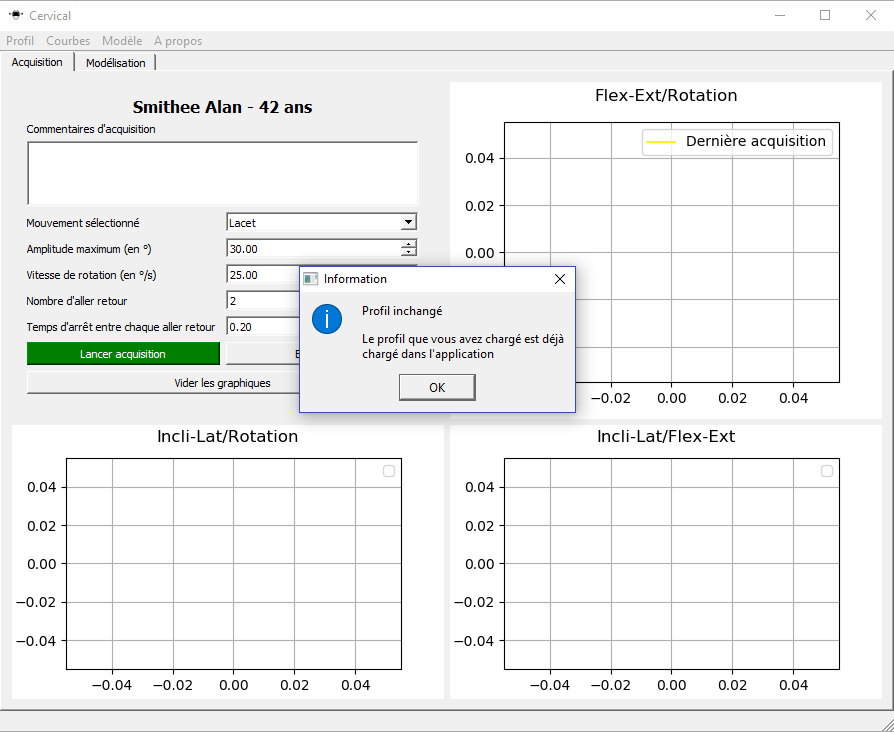 Cervical
Profil Courbes Modèle A propos
Acquisition Modélisation
Smithee Alan - 42 ans
Commentaires d'acquisition
Mouvement sélectionné Lacet
Amplitude maximum (en °) 30.00
Vitesse de rotation (en °/s) 25.00
Nombre d'aller retour 2
Temps d'arrêt entre chaque aller retour 0.20
Lancer acquisition
Vider les graphiques
Flex-Ext/Rotation
Dernière acquisition
0.04
0.02
0.00
−0.02 0.00 0.02 0.04
Information
Profil inchangé
Le profil que vous avez chargé est déjà
chargé dans l'application
OK
Incli-Lat/Rotation
0.04
0.02
0.00
−0.02
−0.04
−0.04 −0.02 0.00 0.02 0.04
Incli-Lat/Flex-Ext
0.04
0.02
0.00
−0.02
−0.04
−0.04 −0.02 0.00 0.02 0.04